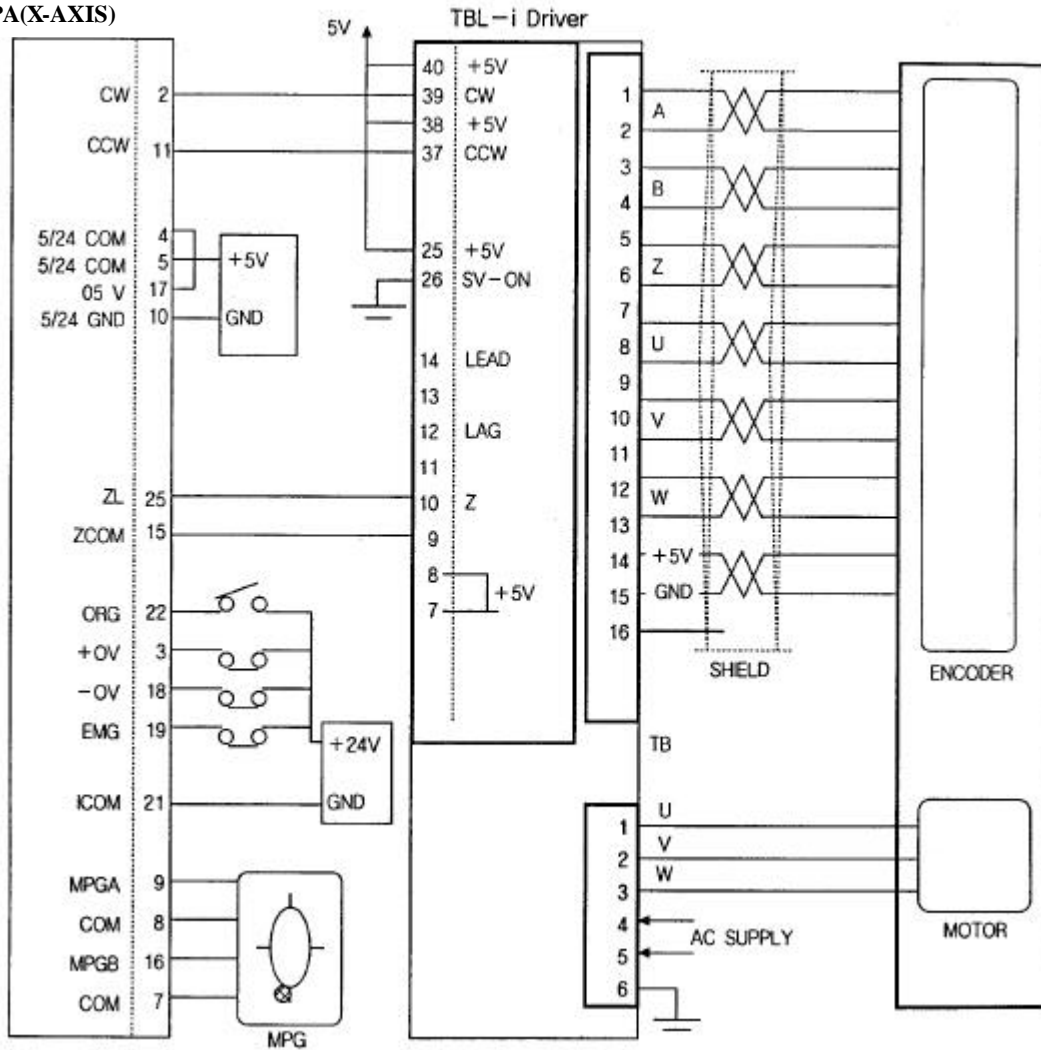 PA(X-AXIS)
TBL-i Driver
5V
CW 2
CCW 11
5/24 COM 4
5/24 COM 5
05 V 17
5/24 GND 10
+5V
GND
ZL 25
ZCOM 15
ORG 22
+OV 3
-OV 18
EMG 19
ICOM 21
+24V
GND
MPGA 9
COM 8
MPGB 16
COM 7
MPG
40 +5V
39 CW
38 +5V
37 CCW
25 +5V
26 SV-ON
14 LEAD
13
12 LAG
11
10 Z
9
8
7
+5V
1
A
2
3
B
4
5
Z
6
7
8 U
9
10 V
11
12
W
13
14 +5V
15 GND
16
SHIELD
ENCODER
TB
U
1
V
2
W
3
4
AC SUPPLY
5
6
MOTOR